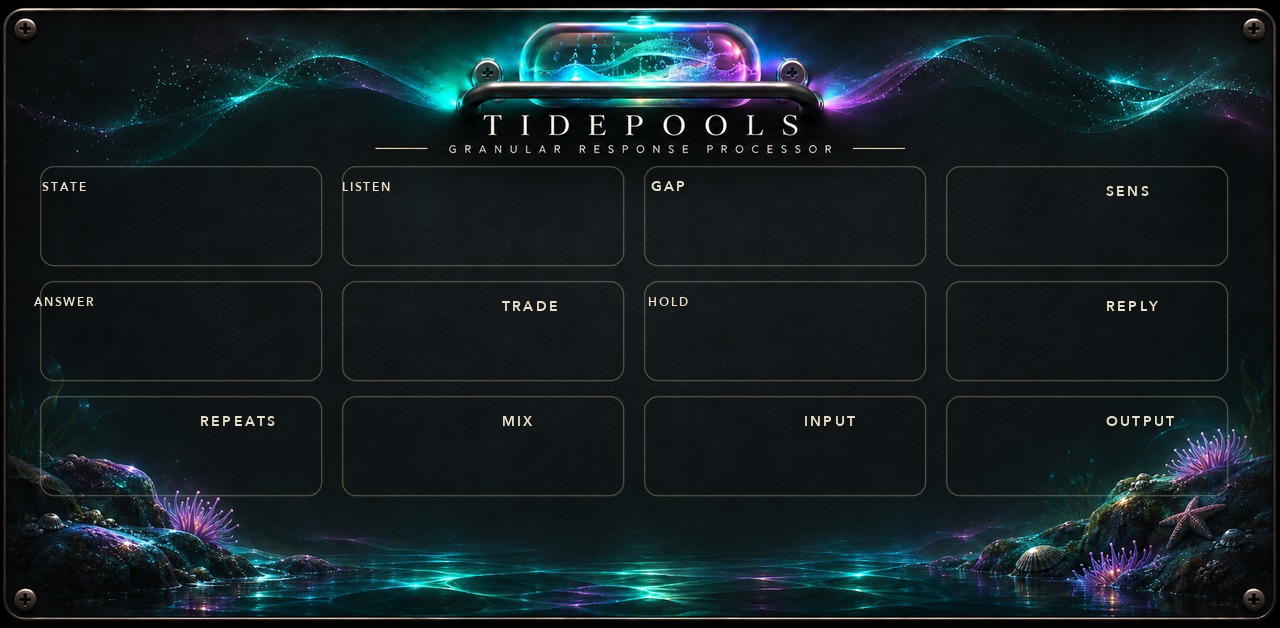 TIDEPOOLS
GRANULAR RESPONSE PROCESSOR
STATE
LISTEN
GAP
SENS
ANSWER
TRADE
HOLD
REPLY
REPEATS
MIX
INPUT
OUTPUT